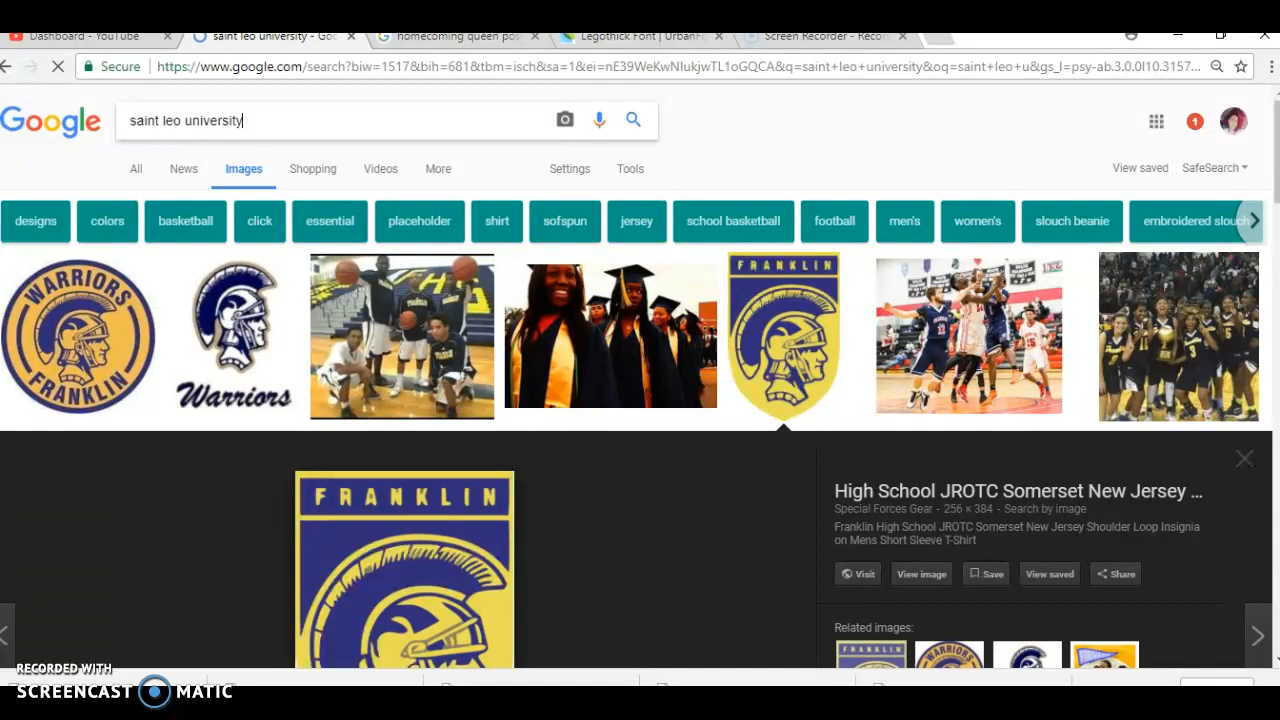 Dashboard - YouTube
saint leo university - Goo
homecoming queen pos
Legothick Font | UrbanFo
Screen Recorder - Recor
Secure
https://www.google.com/search?biw=1517&bih=681&tbm=isch&sa=1&ei=nE39WeKwNIukjwTL1oGQCA&q=saint+leo+university&oq=saint+leo+u&gs_l=psy-ab.3.0.0l10.3157...
Google
saint leo university
1
All News Images Shopping Videos More Settings Tools
View saved SafeSearch
designs colors basketball click essential placeholder shirt sofspun jersey school basketball football men's women's slouch beanie embroidered slouch
WARRIORS
FRANKLIN
Warriors
FRANKLIN
FRANKLIN
High School JROTC Somerset New Jersey ...
Special Forces Gear - 256 × 384 - Search by image
Franklin High School JROTC Somerset New Jersey Shoulder Loop Insignia
on Mens Short Sleeve T-Shirt
Visit View image Save View saved Share
Related images:
FRANKLIN
WARRIORS
RECORDED WITH
SCREENCAST MATIC